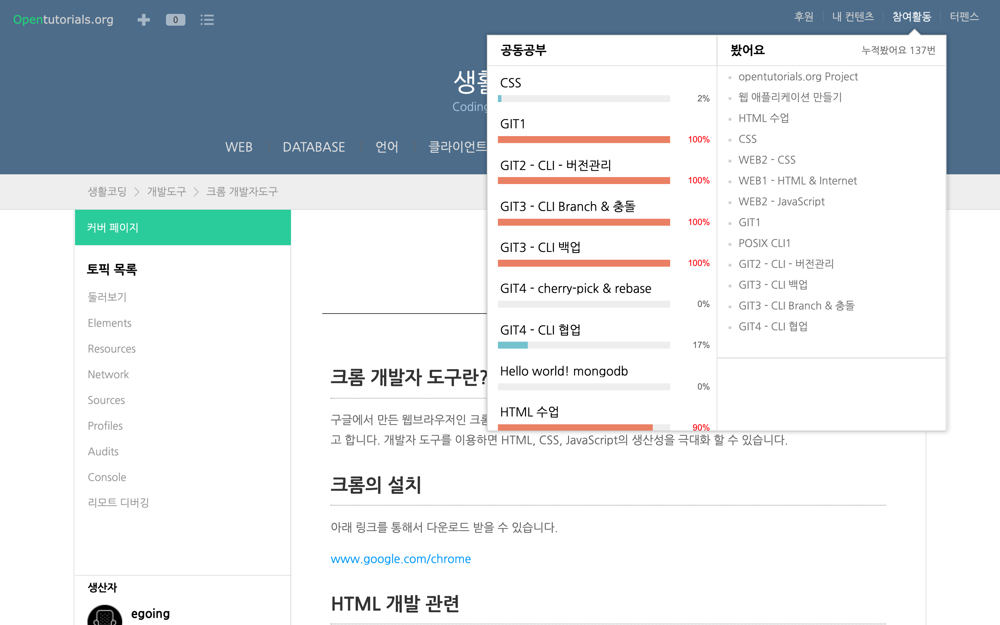 Opentutorials.org
0
후원
내 컨텐츠
참여활동
터펜스
생활
Coding
WEB
DATABASE
언어
클라이언트
공동공부
CSS
2%
GIT1
100%
GIT2 - CLI - 버전관리
100%
GIT3 - CLI Branch & 충돌
100%
GIT3 - CLI 백업
100%
GIT4 - cherry-pick & rebase
0%
GIT4 - CLI 협업
17%
Hello world! mongodb
0%
HTML 수업
90%
봤어요
누적봤어요 137번
opentutorials.org Project
웹 애플리케이션 만들기
HTML 수업
CSS
WEB2 - CSS
WEB1 - HTML & Internet
WEB2 - JavaScript
GIT1
POSIX CLI1
GIT2 - CLI - 버전관리
GIT3 - CLI 백업
GIT3 - CLI Branch & 충돌
GIT4 - CLI 협업
생활코딩 > 개발도구 > 크롬 개발자도구
커버 페이지
토픽 목록
둘러보기
Elements
Resources
Network
Sources
Profiles
Audits
Console
리모트 디버깅
생산자
egoing
크롬 개발자 도구란?
구글에서 만든 웹브라우저인 크롬
고 합니다. 개발자 도구를 이용하면 HTML, CSS, JavaScript의 생산성을 극대화 할 수 있습니다.
크롬의 설치
아래 링크를 통해서 다운로드 받을 수 있습니다.
www.google.com/chrome
HTML 개발 관련